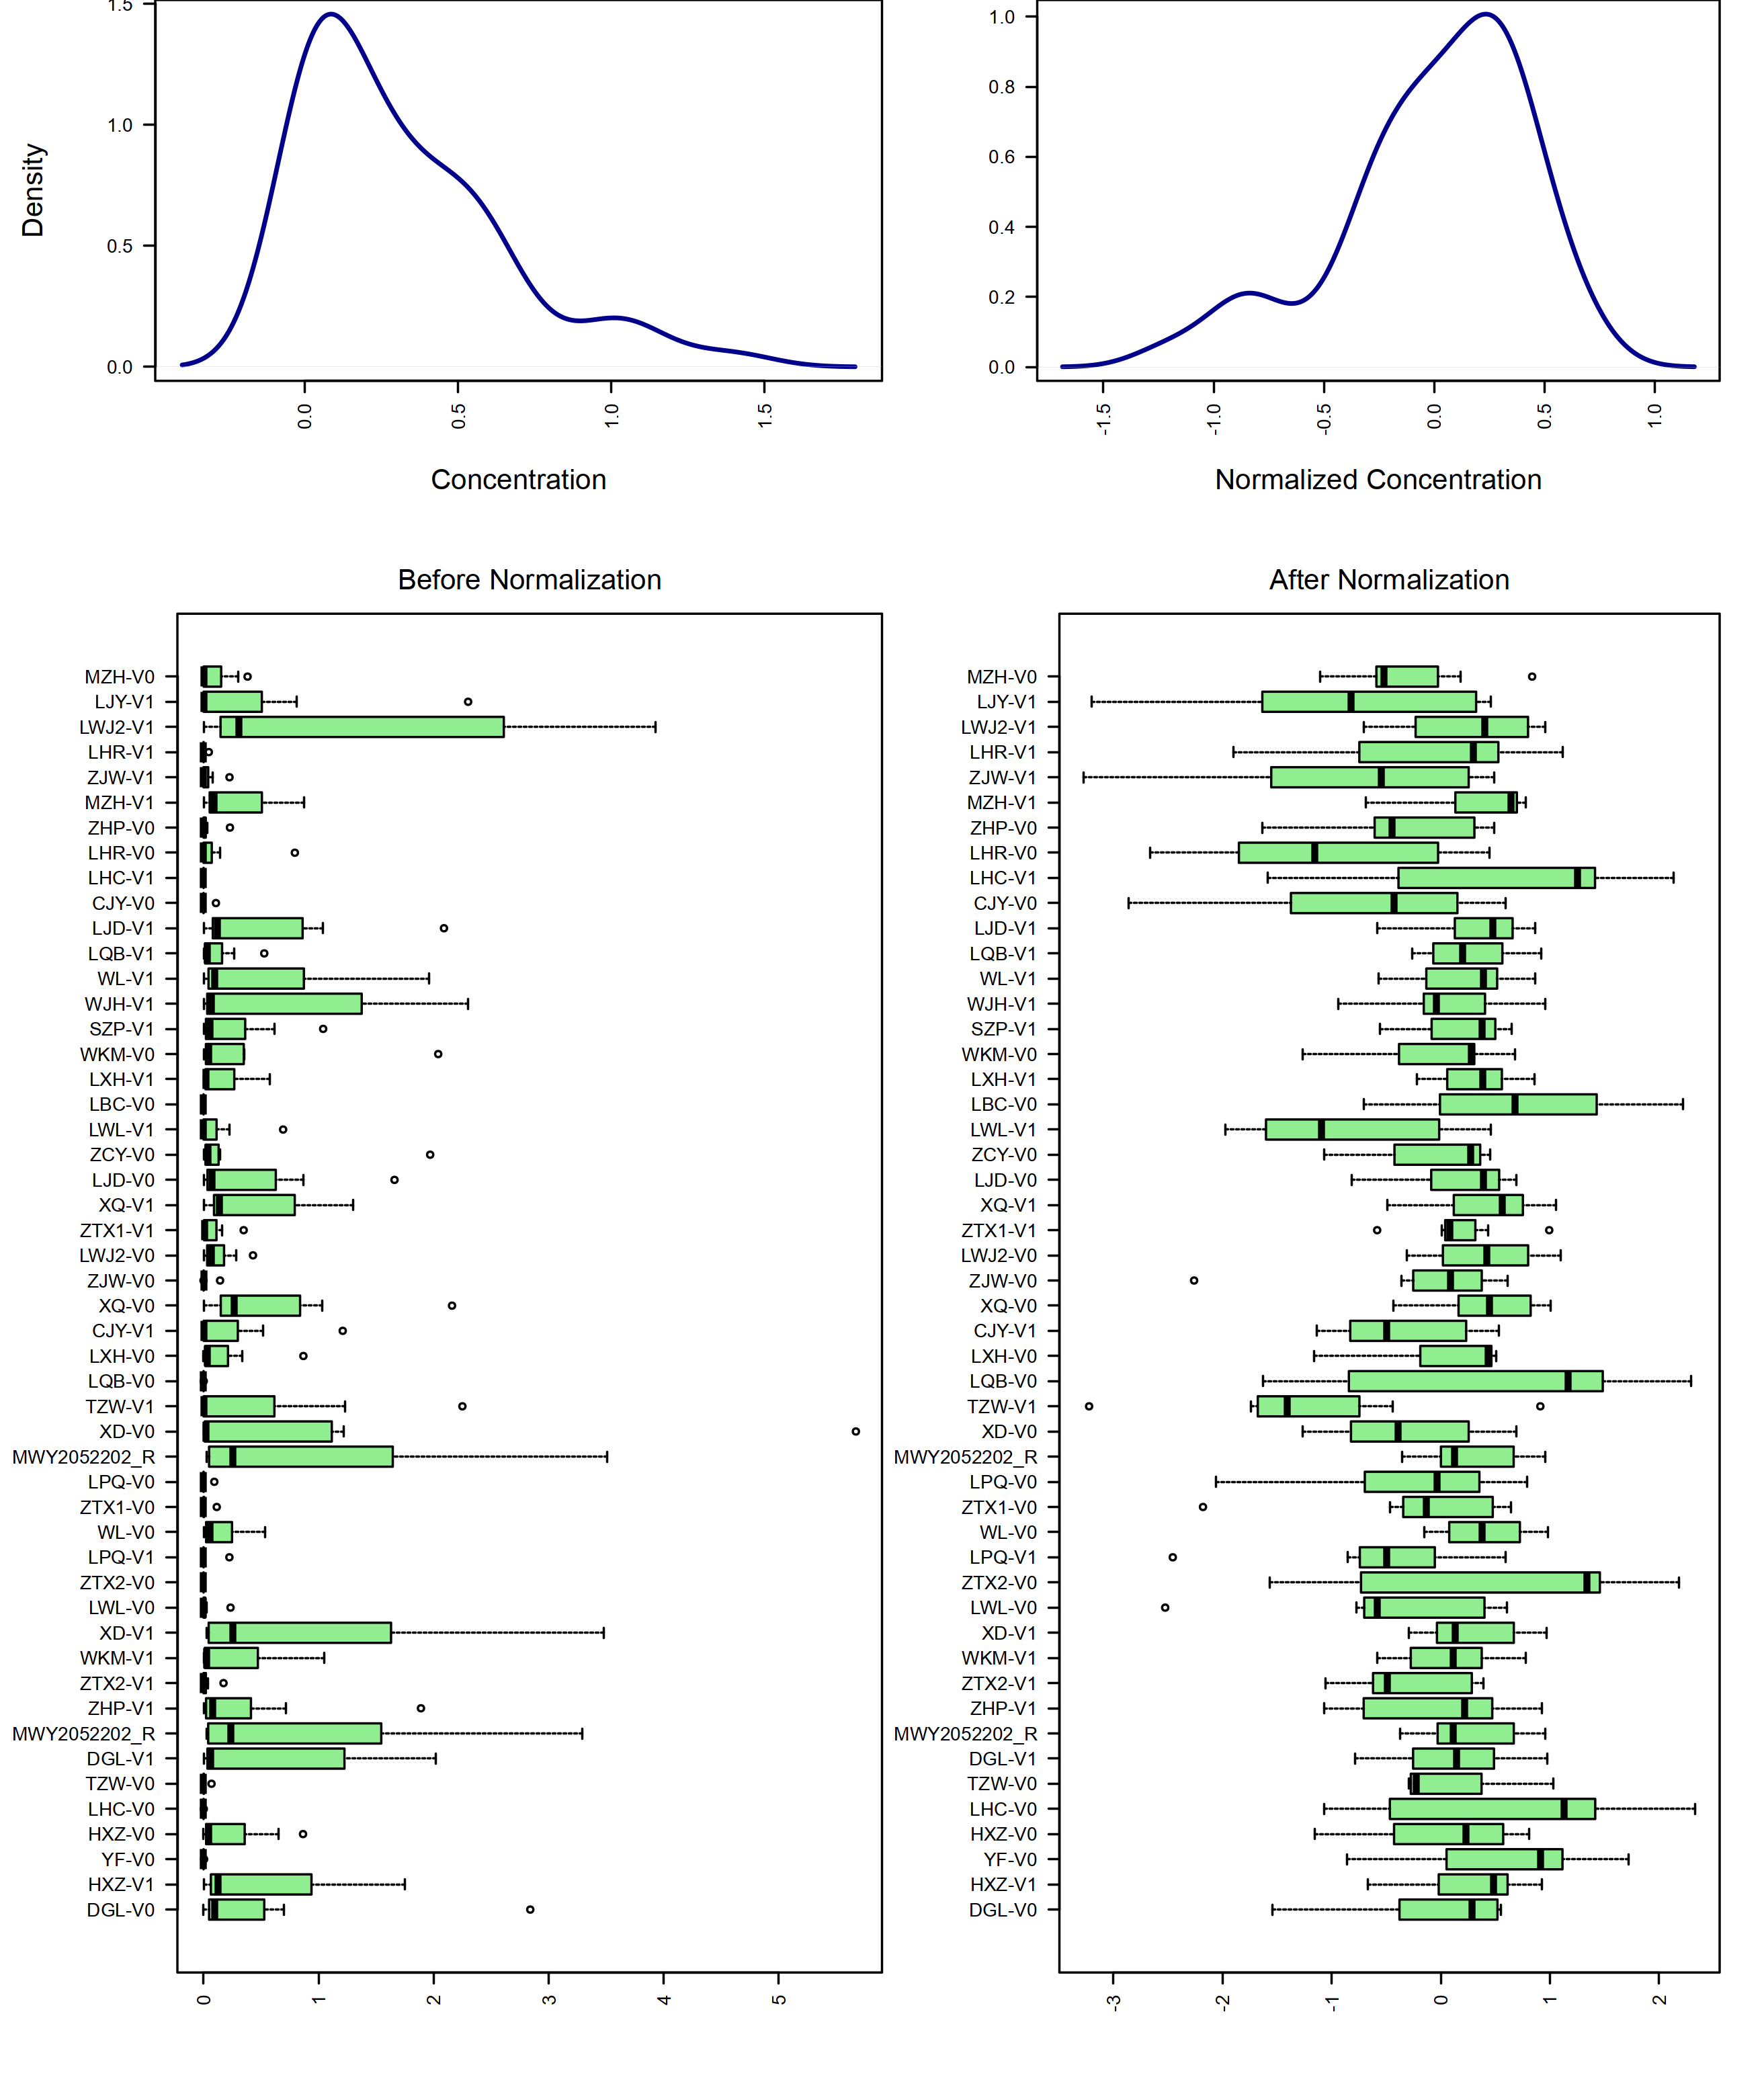 1.5
1.0
0.5
0.0
Density
0.0
0.5
1.0
1.5
Concentration
1.0
0.8
0.6
0.4
0.2
0.0
-1.5
-1.0
-0.5
0.0
0.5
1.0
Normalized Concentration
Before Normalization
MZH-V0
LJY-V1
LWJ2-V1
LHR-V1
ZJW-V1
MZH-V1
ZHP-V0
LHR-V0
LHC-V1
CJY-V0
LJD-V1
LQB-V1
WL-V1
WJH-V1
SZP-V1
WKM-V0
LXH-V1
LBC-V0
LWL-V1
ZCY-V0
LJD-V0
XQ-V1
ZTX1-V1
LWJ2-V0
ZJW-V0
XQ-V0
CJY-V1
LXH-V0
LQB-V0
TZW-V1
XD-V0
MWY2052202_R
LPQ-V0
ZTX1-V0
WL-V0
LPQ-V1
ZTX2-V0
LWL-V0
XD-V1
WKM-V1
ZTX2-V1
ZHP-V1
MWY2052202_R
DGL-V1
TZW-V0
LHC-V0
HXZ-V0
YF-V0
HXZ-V1
DGL-V0
0
1
2
3
4
5
After Normalization
MZH-V0
LJY-V1
LWJ2-V1
LHR-V1
ZJW-V1
MZH-V1
ZHP-V0
LHR-V0
LHC-V1
CJY-V0
LJD-V1
LQB-V1
WL-V1
WJH-V1
SZP-V1
WKM-V0
LXH-V1
LBC-V0
LWL-V1
ZCY-V0
LJD-V0
XQ-V1
ZTX1-V1
LWJ2-V0
ZJW-V0
XQ-V0
CJY-V1
LXH-V0
LQB-V0
TZW-V1
XD-V0
MWY2052202_R
LPQ-V0
ZTX1-V0
WL-V0
LPQ-V1
ZTX2-V0
LWL-V0
XD-V1
WKM-V1
ZTX2-V1
ZHP-V1
MWY2052202_R
DGL-V1
TZW-V0
LHC-V0
HXZ-V0
YF-V0
HXZ-V1
DGL-V0
-3
-2
-1
0
1
2